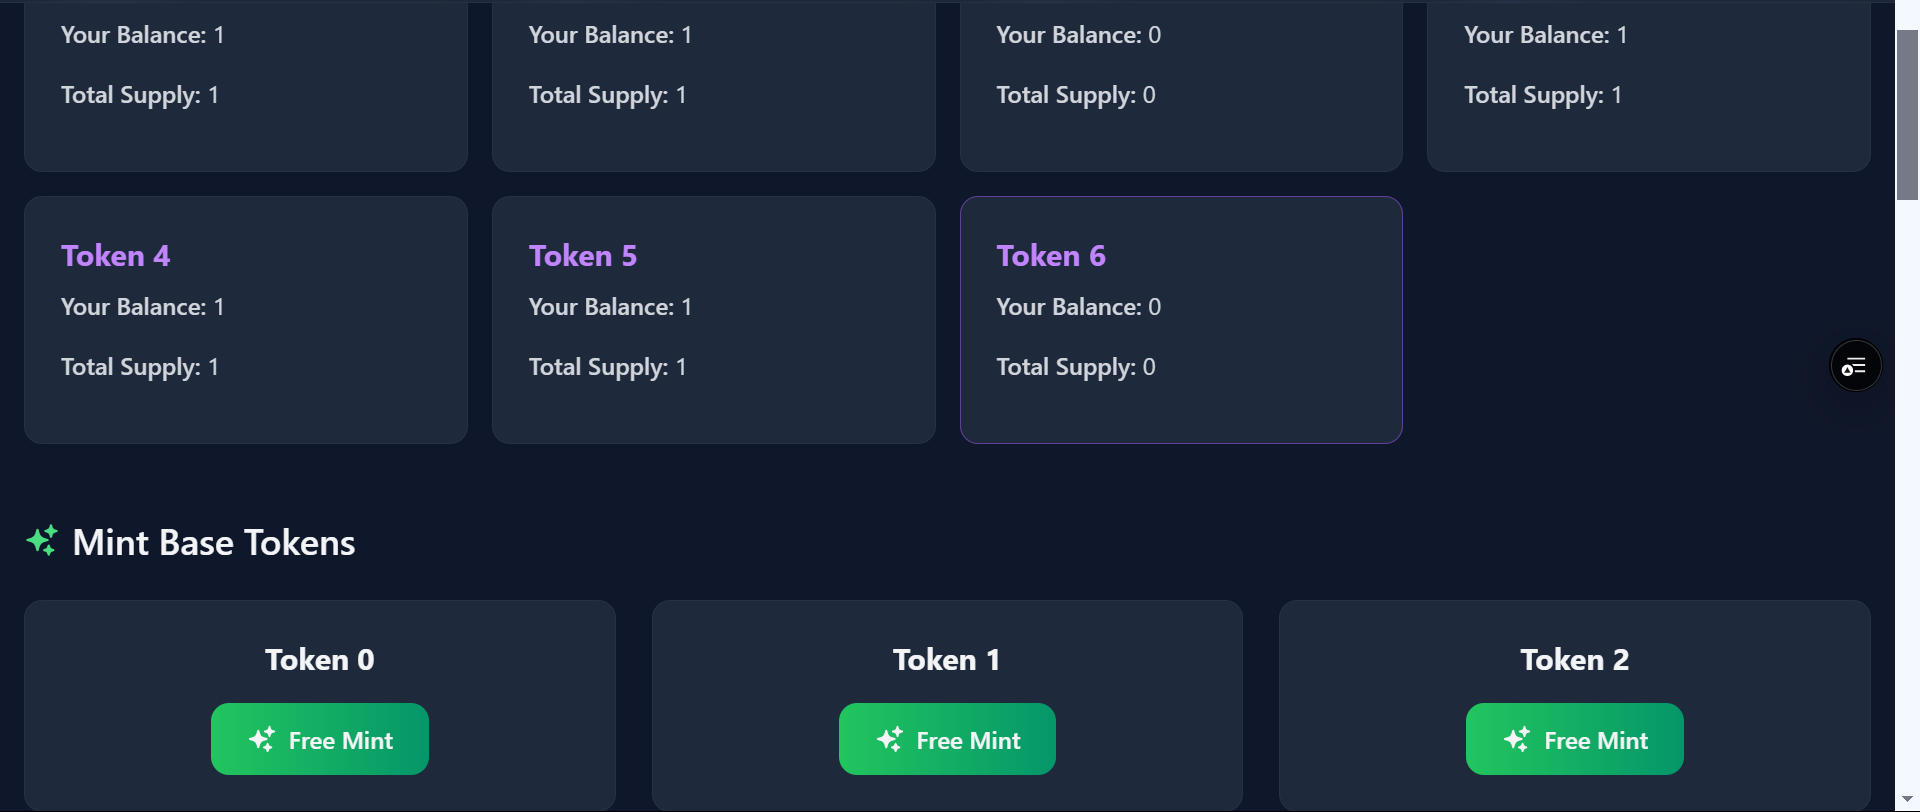 Your Balance: 1
Your Balance: 1
Your Balance: 0
Your Balance: 1
Total Supply: 1
Total Supply: 1
Total Supply: 0
Total Supply: 1
Token 4
Your Balance: 1
Total Supply: 1
Token 5
Your Balance: 1
Total Supply: 1
Token 6
Your Balance: 0
Total Supply: 0
Mint Base Tokens
Token 0
Free Mint
Token 1
Free Mint
Token 2
Free Mint